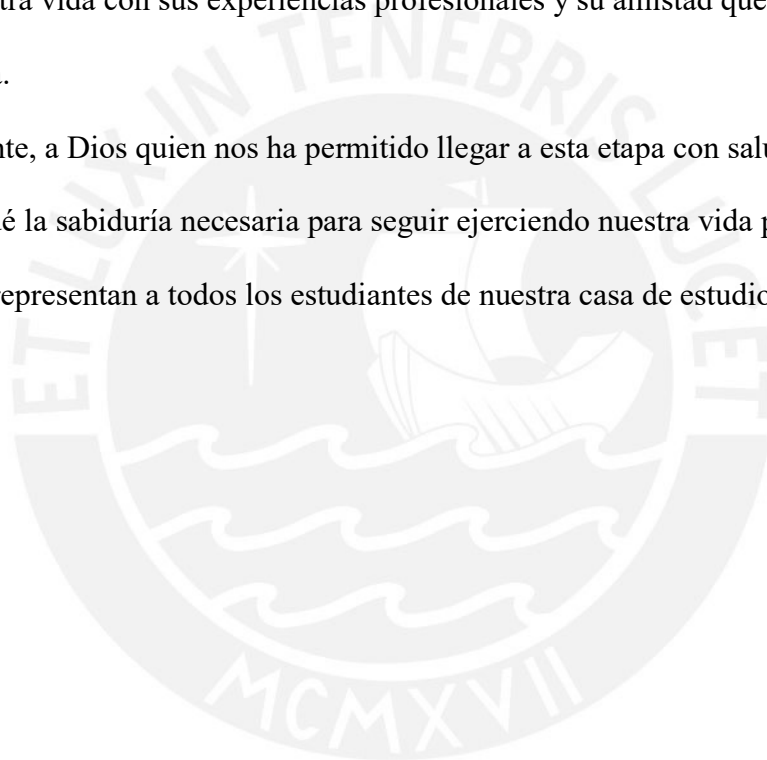 tra vida con sus experiencias profesionales y su amistad que
.
nte, a Dios quien nos ha permitido llegar a esta etapa con salu
é la sabiduría necesaria para seguir ejerciendo nuestra vida p
representan a todos los estudiantes de nuestra casa de estudio
ET LUX IN TENEBRIS LUCET
MCMXVII